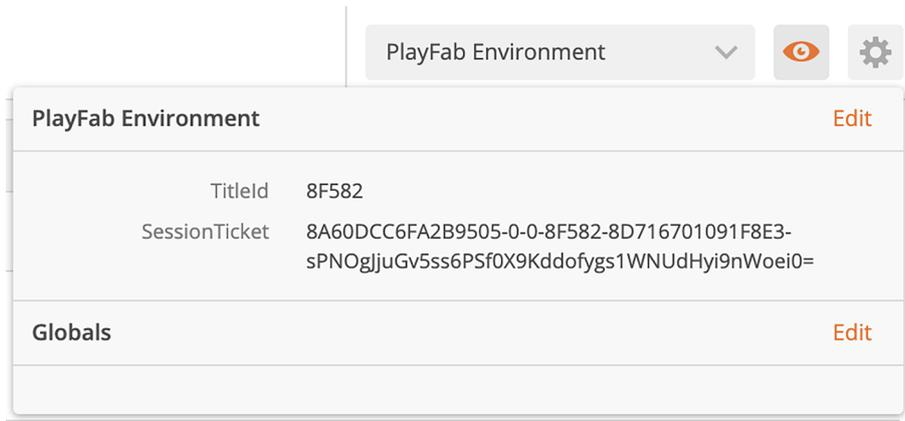 PlayFab Environment
PlayFab Environment Edit
TitleId 8F582
SessionTicket 8A60DCC6FA2B9505-0-0-8F582-8D716701091F8E3-
sPNOgJjuGv5ss6PSf0X9Kddofygs1WNUdHyi9nWoei0=
Globals Edit